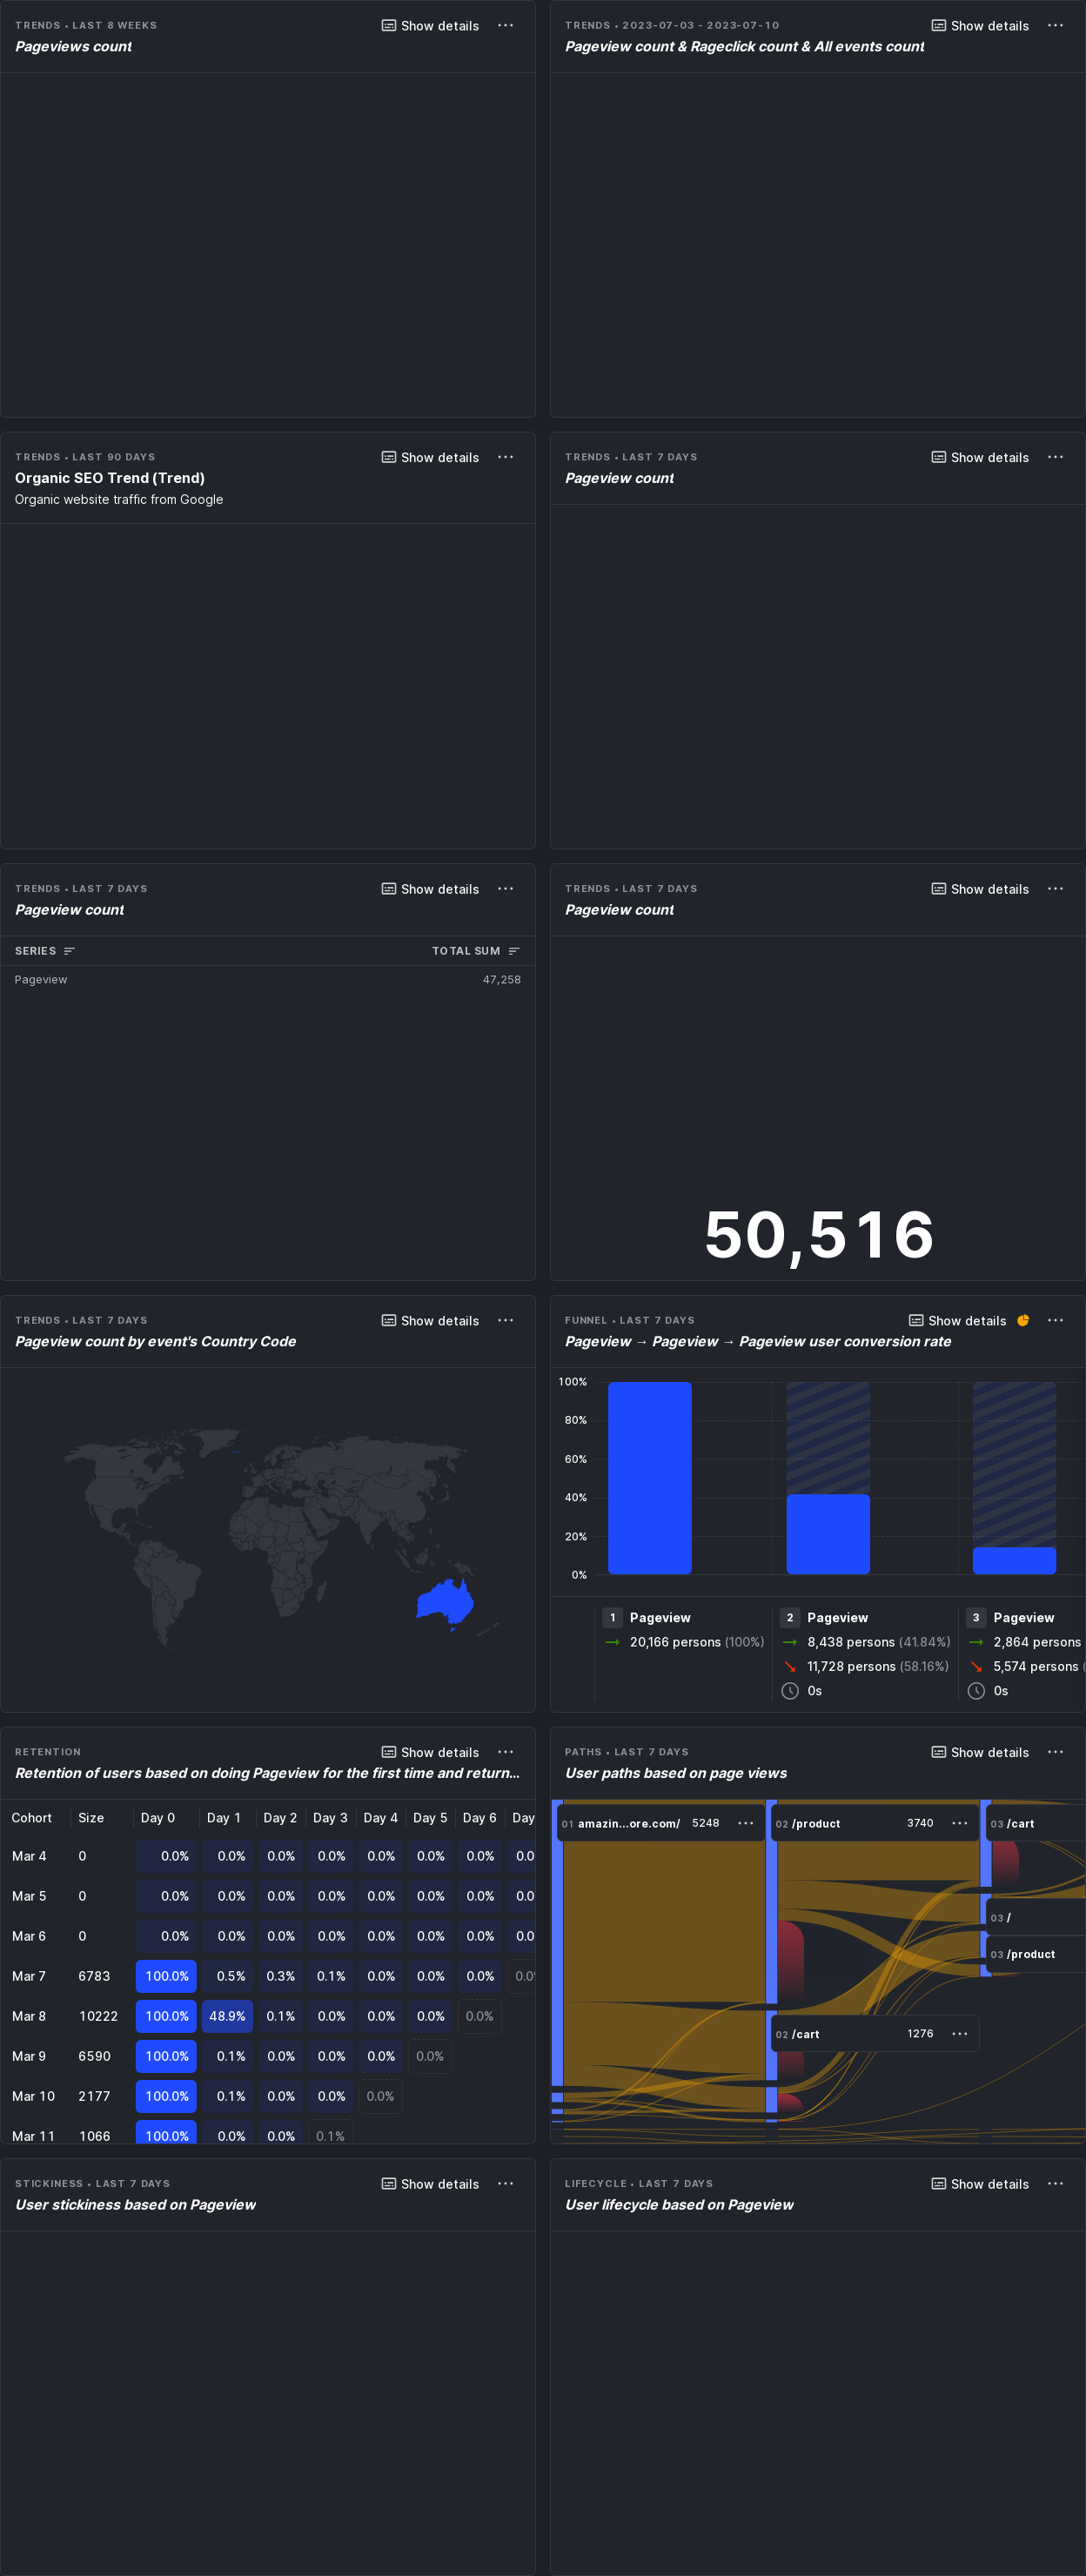 TRENDS • LAST 8 WEEKS
Show details
Pageviews count
TRENDS • 2023-07-03 - 2023-07-10
Show details
Pageview count & Rageclick count & All events count
TRENDS • LAST 90 DAYS
Show details
Organic SEO Trend (Trend)
Organic website traffic from Google
TRENDS • LAST 7 DAYS
Show details
Pageview count
TRENDS • LAST 7 DAYS
Show details
Pageview count
SERIES TOTAL SUM
Pageview 47,258
TRENDS • LAST 7 DAYS
Show details
Pageview count
50,516
TRENDS • LAST 7 DAYS
Show details
Pageview count by event's Country Code
FUNNEL • LAST 7 DAYS
Show details
Pageview → Pageview → Pageview user conversion rate
100%
80%
60%
40%
20%
0%
1 Pageview
20,166 persons (100%)
2 Pageview
8,438 persons (41.84%)
11,728 persons (58.16%)
0s
3 Pageview
2,864 persons
5,574 persons (
0s
RETENTION
Show details
Retention of users based on doing Pageview for the first time and return...
Cohort Size Day 0 Day 1 Day 2 Day 3 Day 4 Day 5 Day 6 Day
Mar 4 0 0.0% 0.0% 0.0% 0.0% 0.0% 0.0% 0.0% 0.0
Mar 5 0 0.0% 0.0% 0.0% 0.0% 0.0% 0.0% 0.0% 0.0
Mar 6 0 0.0% 0.0% 0.0% 0.0% 0.0% 0.0% 0.0% 0.0
Mar 7 6783 100.0% 0.5% 0.3% 0.1% 0.0% 0.0% 0.0% 0.0
Mar 8 10222 100.0% 48.9% 0.1% 0.0% 0.0% 0.0% 0.0%
Mar 9 6590 100.0% 0.1% 0.0% 0.0% 0.0% 0.0%
Mar 10 2177 100.0% 0.1% 0.0% 0.0% 0.0%
Mar 11 1066 100.0% 0.0% 0.0% 0.1%
PATHS • LAST 7 DAYS
Show details
User paths based on page views
01 amazin...ore.com/ 5248
02 /product 3740
03 /cart
03 /
03 /product
02 /cart 1276
STICKINESS • LAST 7 DAYS
Show details
User stickiness based on Pageview
LIFECYCLE • LAST 7 DAYS
Show details
User lifecycle based on Pageview